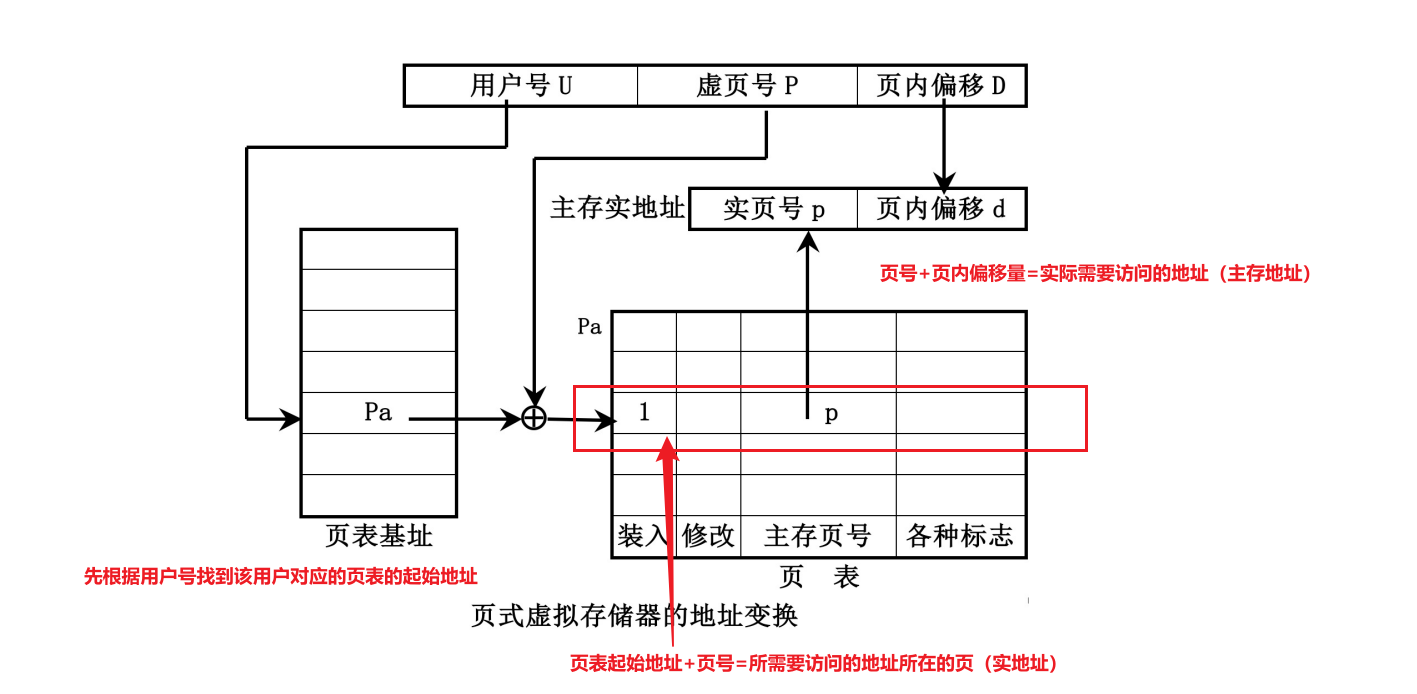 用户号 U 虚页号 P 页内偏移 D
主存实地址 实页号 p 页内偏移 d
页号+页内偏移量=实际需要访问的地址（主存地址）
Pa
Pa 1 p
页表基址 装入 修改 主存页号 各种标志
先根据用户号找到该用户对应的页表的起始地址
页 表
页式虚拟存储器的地址变换
页表起始地址+页号=所需要访问的地址所在的页（实地址）